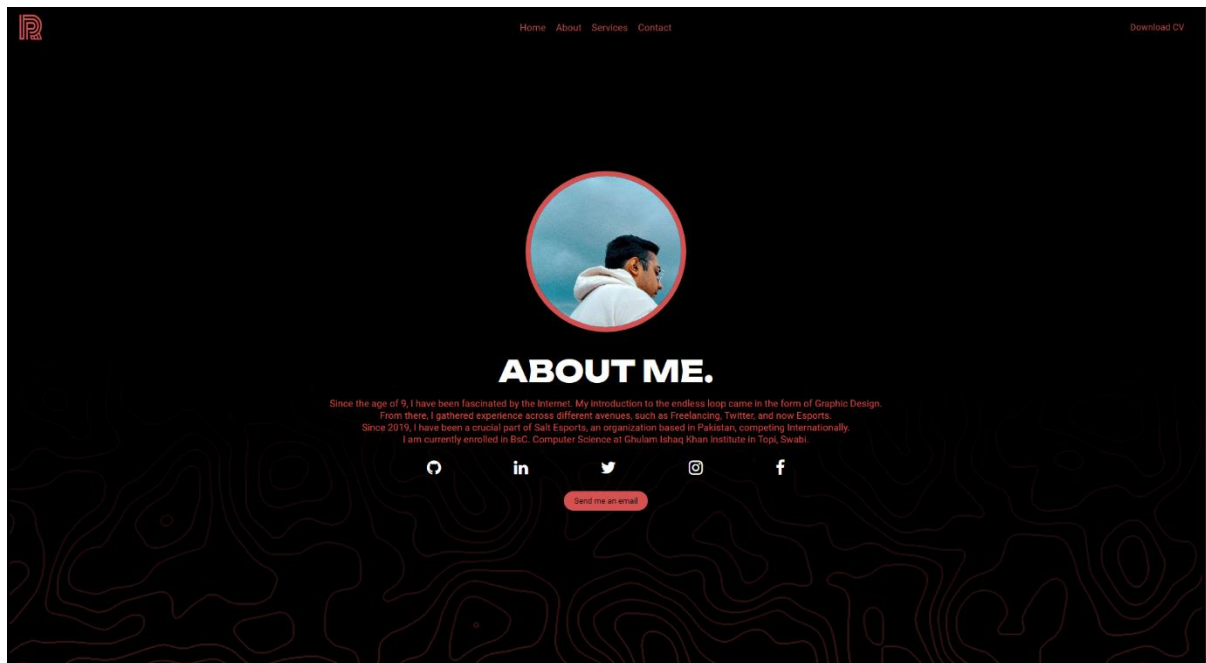 PR
Home About Services Contact
Download CV
ABOUT ME.
Since the age of 9, I have been fascinated by the Internet. My introduction to the endless loop came in the form of Graphic Design.
From there, I gathered experience across different avenues, such as Freelancing, Twitter, and now Esports.
Since 2019, I have been a crucial part of Salt Esports, an organization based in Pakistan, competing Internationally.
I am currently enrolled in BsC. Computer Science at Ghulam Ishaq Khan Institute in Topi, Swabi.
in
f
Send me an email